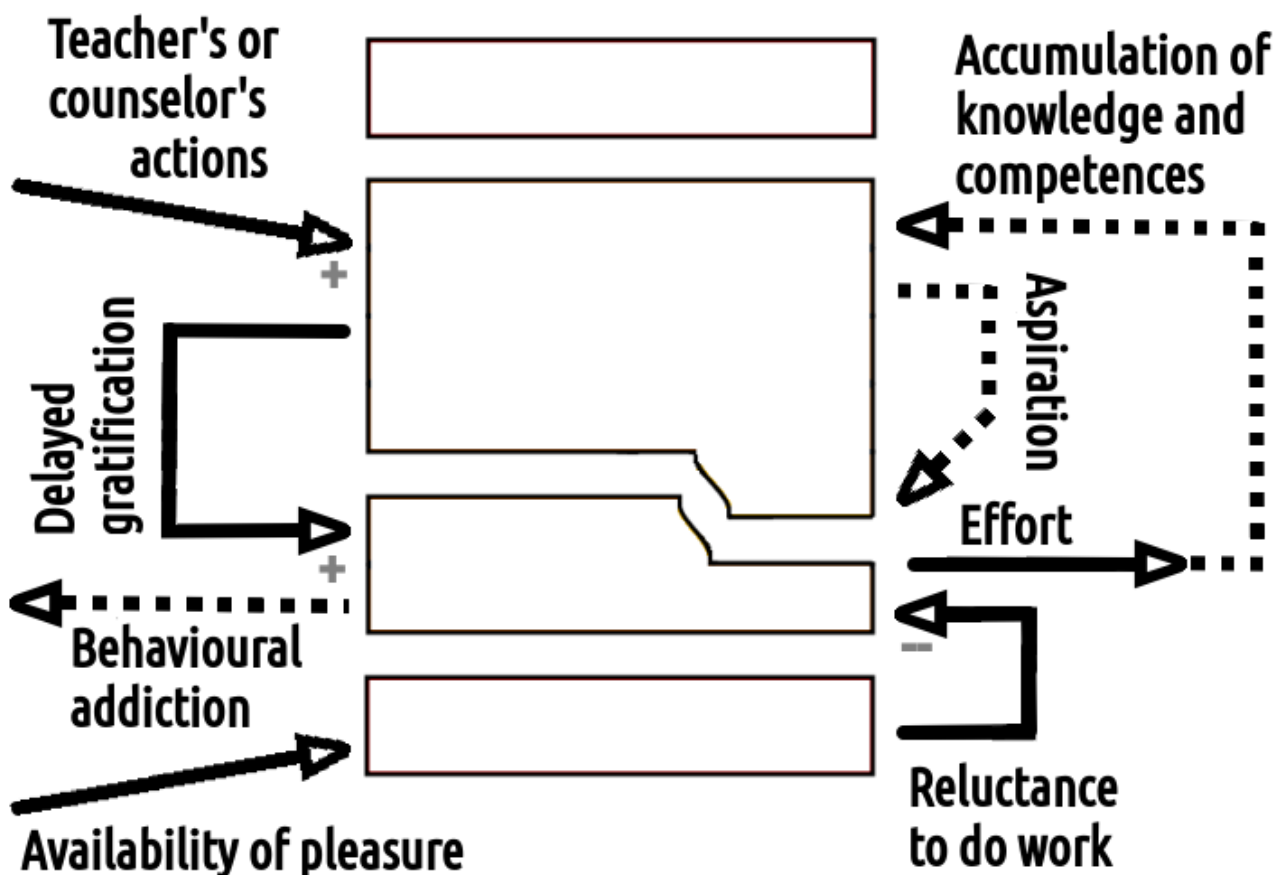 Teacher's or
counselor's
actions
+
Accumulation of
knowledge and
competences
Delayed
gratification
Aspiration
Effort
+
Behavioural
addiction
--
Availability of pleasure
Reluctance
to do work